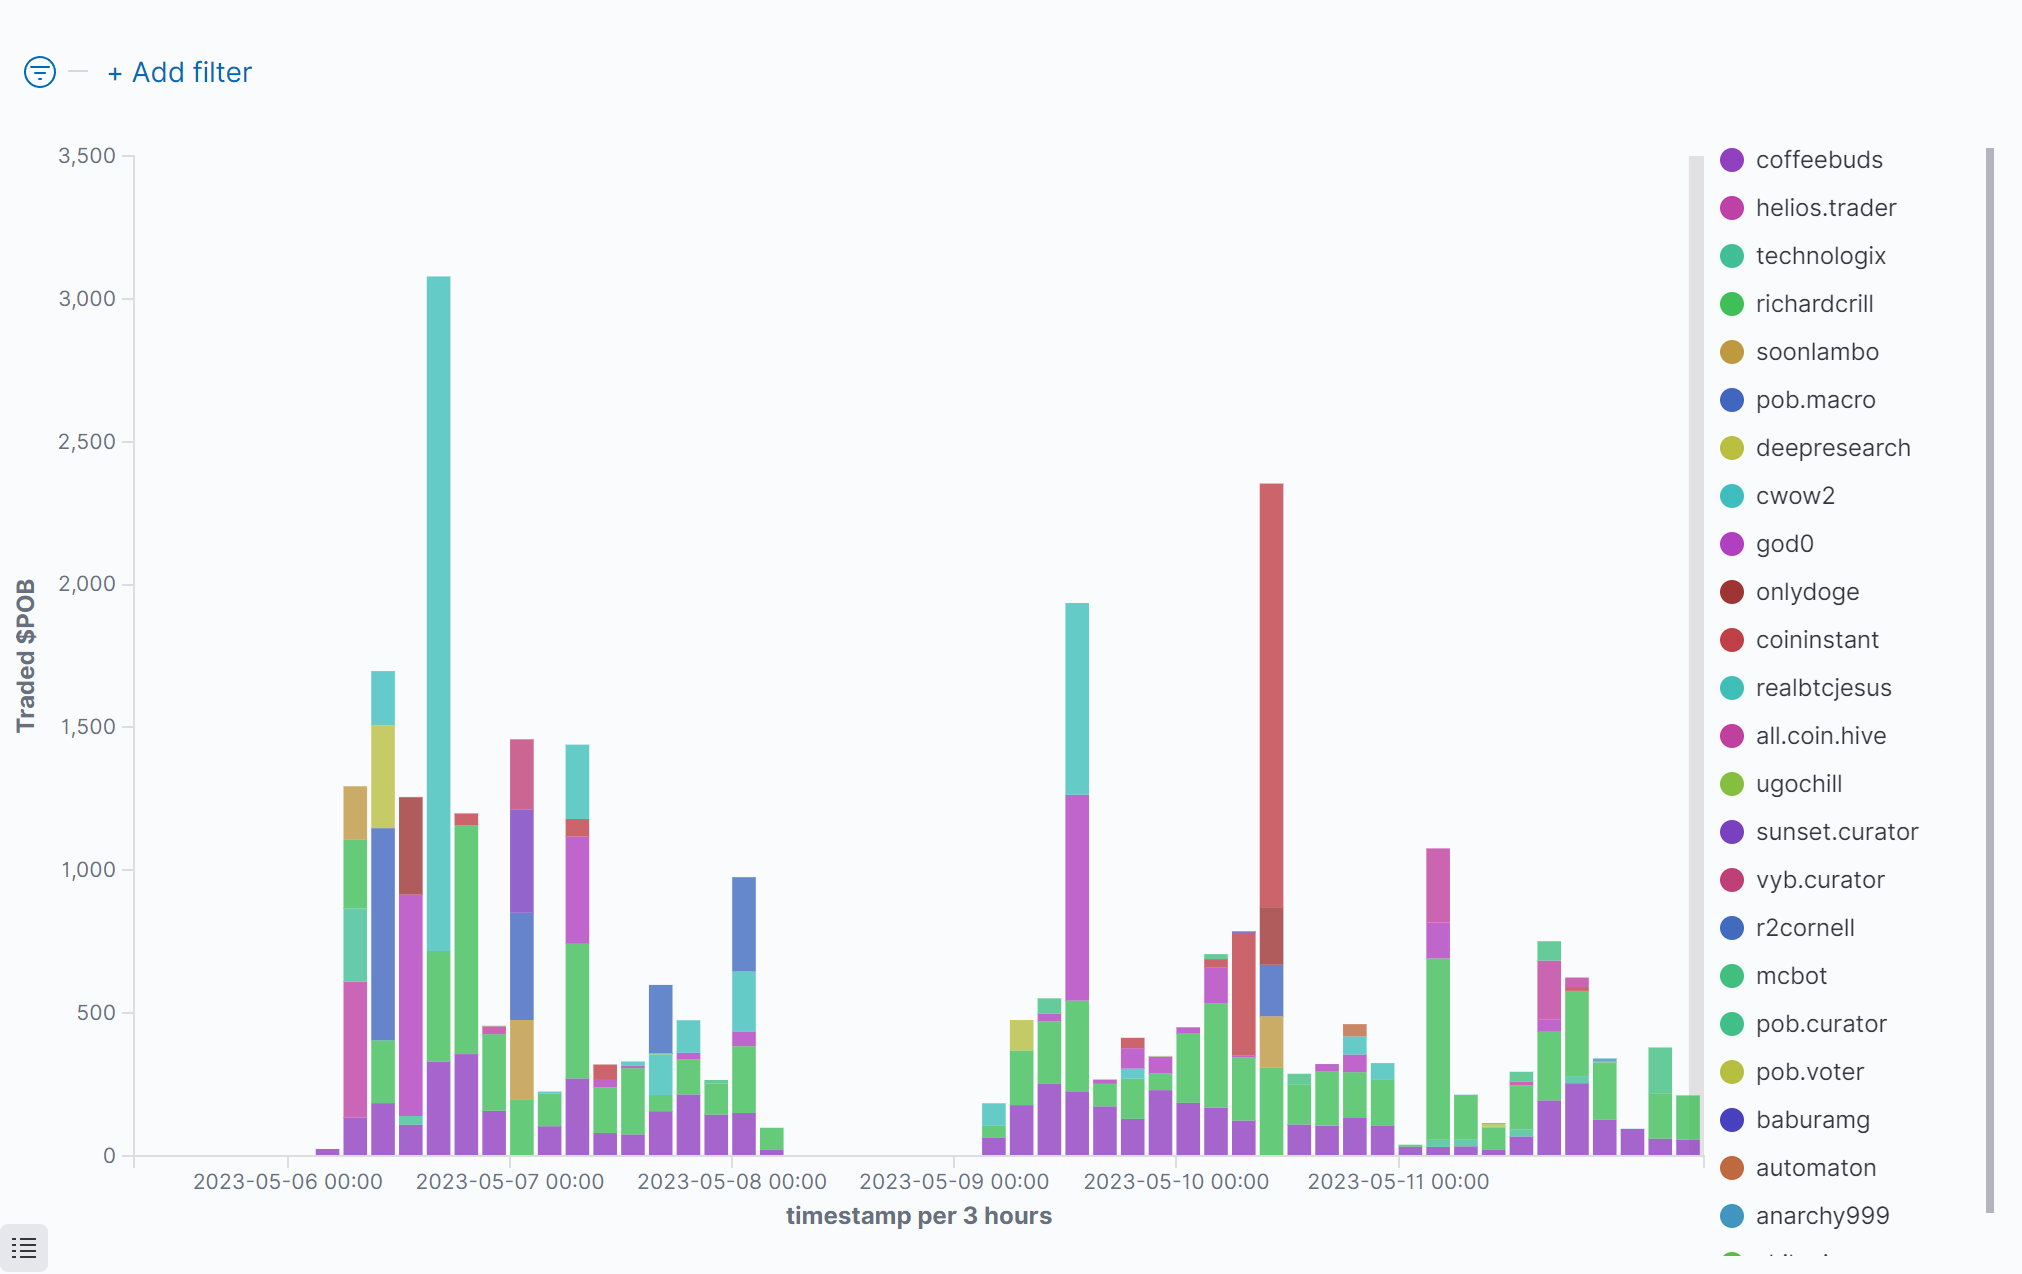 + Add filter
3,500
3,000
2,500
2,000
1,500
1,000
500
0
Traded $POB
2023-05-06 00:00
2023-05-07 00:00
2023-05-08 00:00
2023-05-09 00:00
2023-05-10 00:00
2023-05-11 00:00
timestamp per 3 hours
coffeebuds
helios.trader
technologix
richardcrill
soonlambo
pob.macro
deepresearch
cwow2
god0
onlydoge
coininstant
realbtcjesus
all.coin.hive
ugochill
sunset.curator
vyb.curator
r2cornell
mcbot
pob.curator
pob.voter
baburamg
automaton
anarchy999